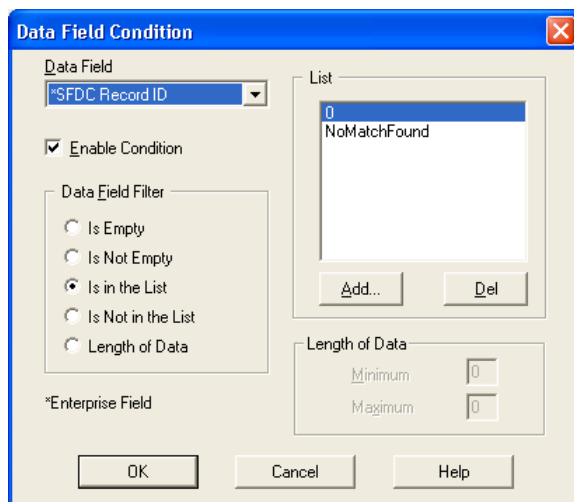 Data Field Condition
Data Field
*SFDC Record ID
Enable Condition
Data Field Filter
Is Empty
Is Not Empty
Is in the List
Is Not in the List
Length of Data
*Enterprise Field
List
0
NoMatchFound
Add...
Del
Length of Data
Minimum 0
Maximum 0
OK Cancel Help